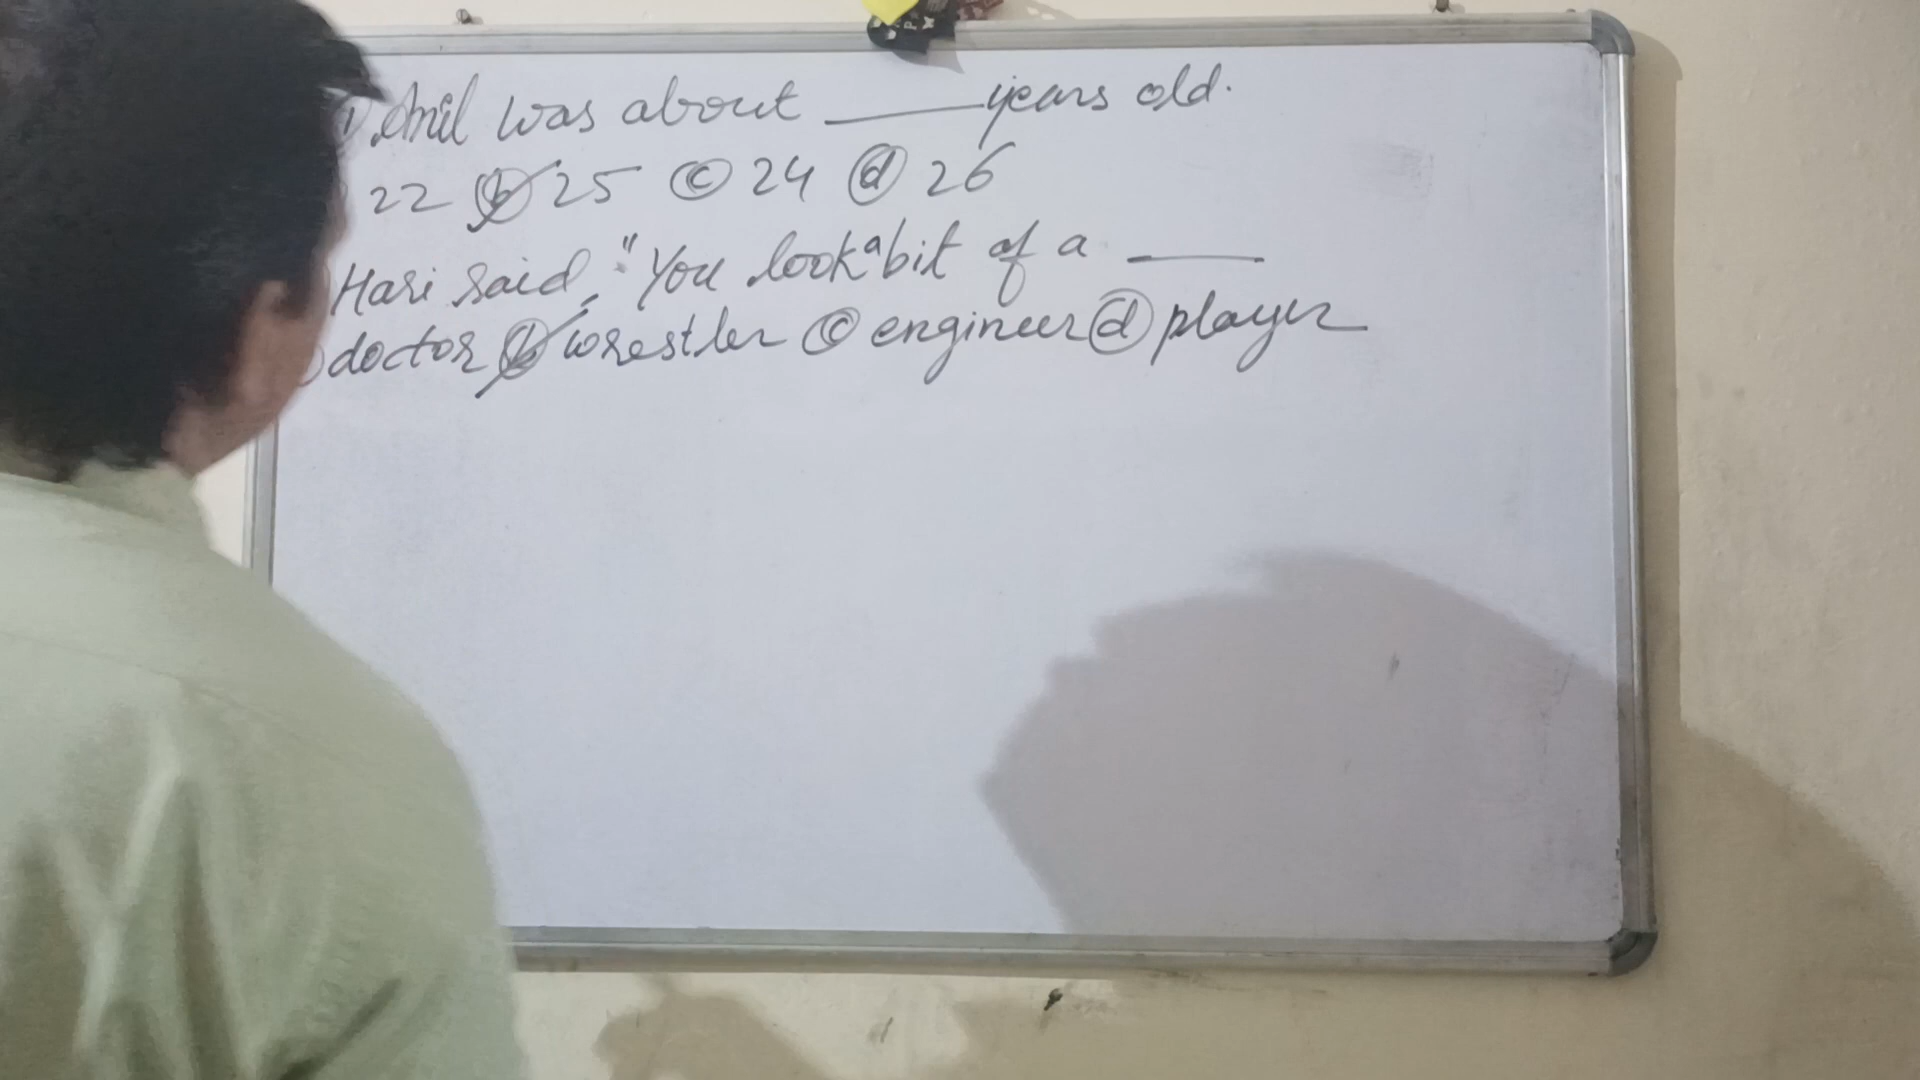 1) Anil was about ____ years old.
22 (b) 25 (c) 24 (d) 26
Hari said, "You look a bit of a ____
doctor (b) wrestler (c) engineer (d) player